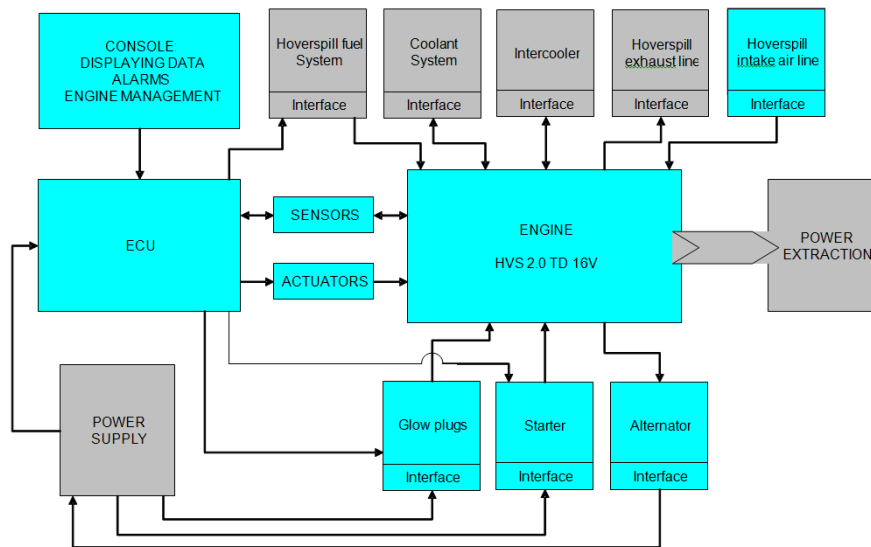 CONSOLE
DISPLAYING DATA
ALARMS
ENGINE MANAGEMENT
Hoverspill fuel
System
Interface
Coolant
System
Interface
Intercooler
Interface
Hoverspill
exhaust line
Interface
Hoverspill
intake air line
Interface
ECU
SENSORS
ACTUATORS
ENGINE
HVS 2.0 TD 16V
POWER
EXTRACTION
POWER
SUPPLY
Glow plugs
Interface
Starter
Interface
Alternator
Interface